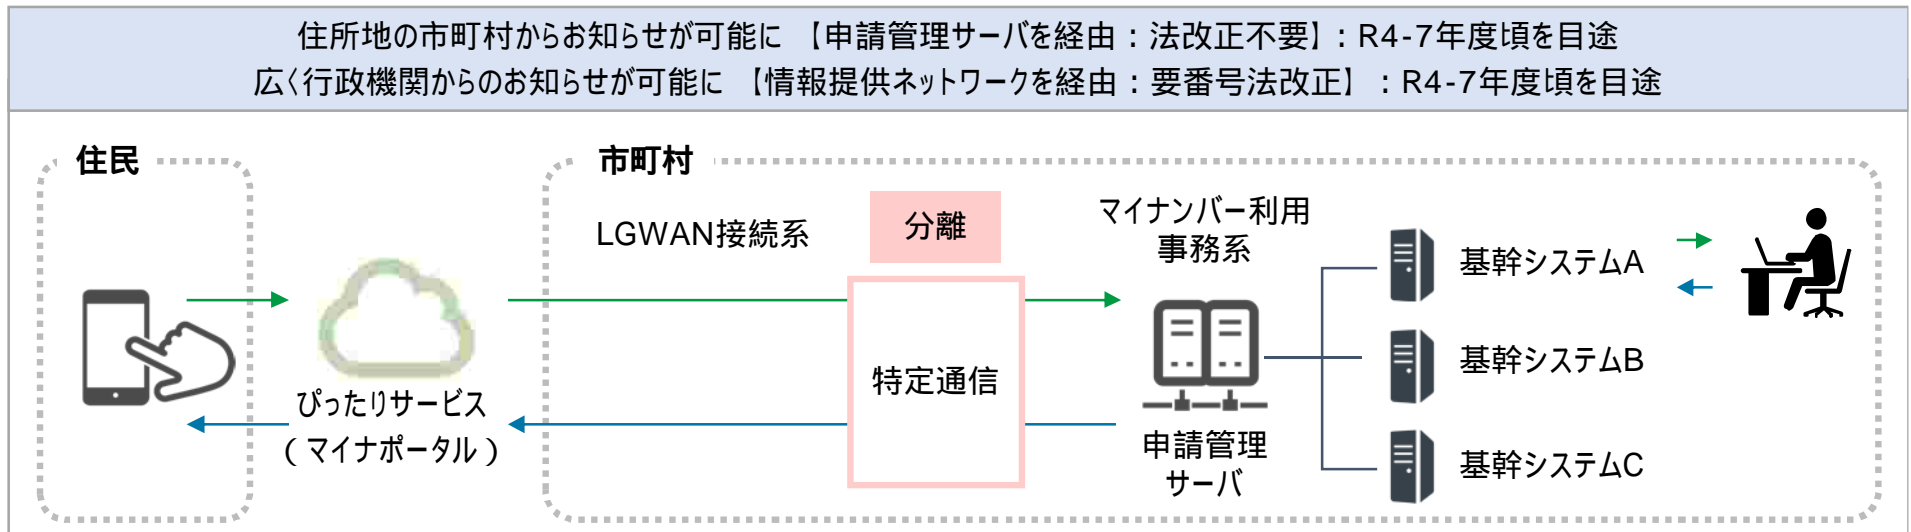 住所地の市町村からお知らせが可能に 【申請管理サーバを経由：法改正不要】：R4-7年度頃を目途
広く行政機関からのお知らせが可能に 【情報提供ネットワークを経由：要番号法改正】：R4-7年度頃を目途
住民
市町村
LGWAN接続系
分離
マイナンバー利用
事務系
基幹システムA
特定通信
基幹システムB
ぴったりサービス
（マイナポータル）
申請管理
サーバ
基幹システムC